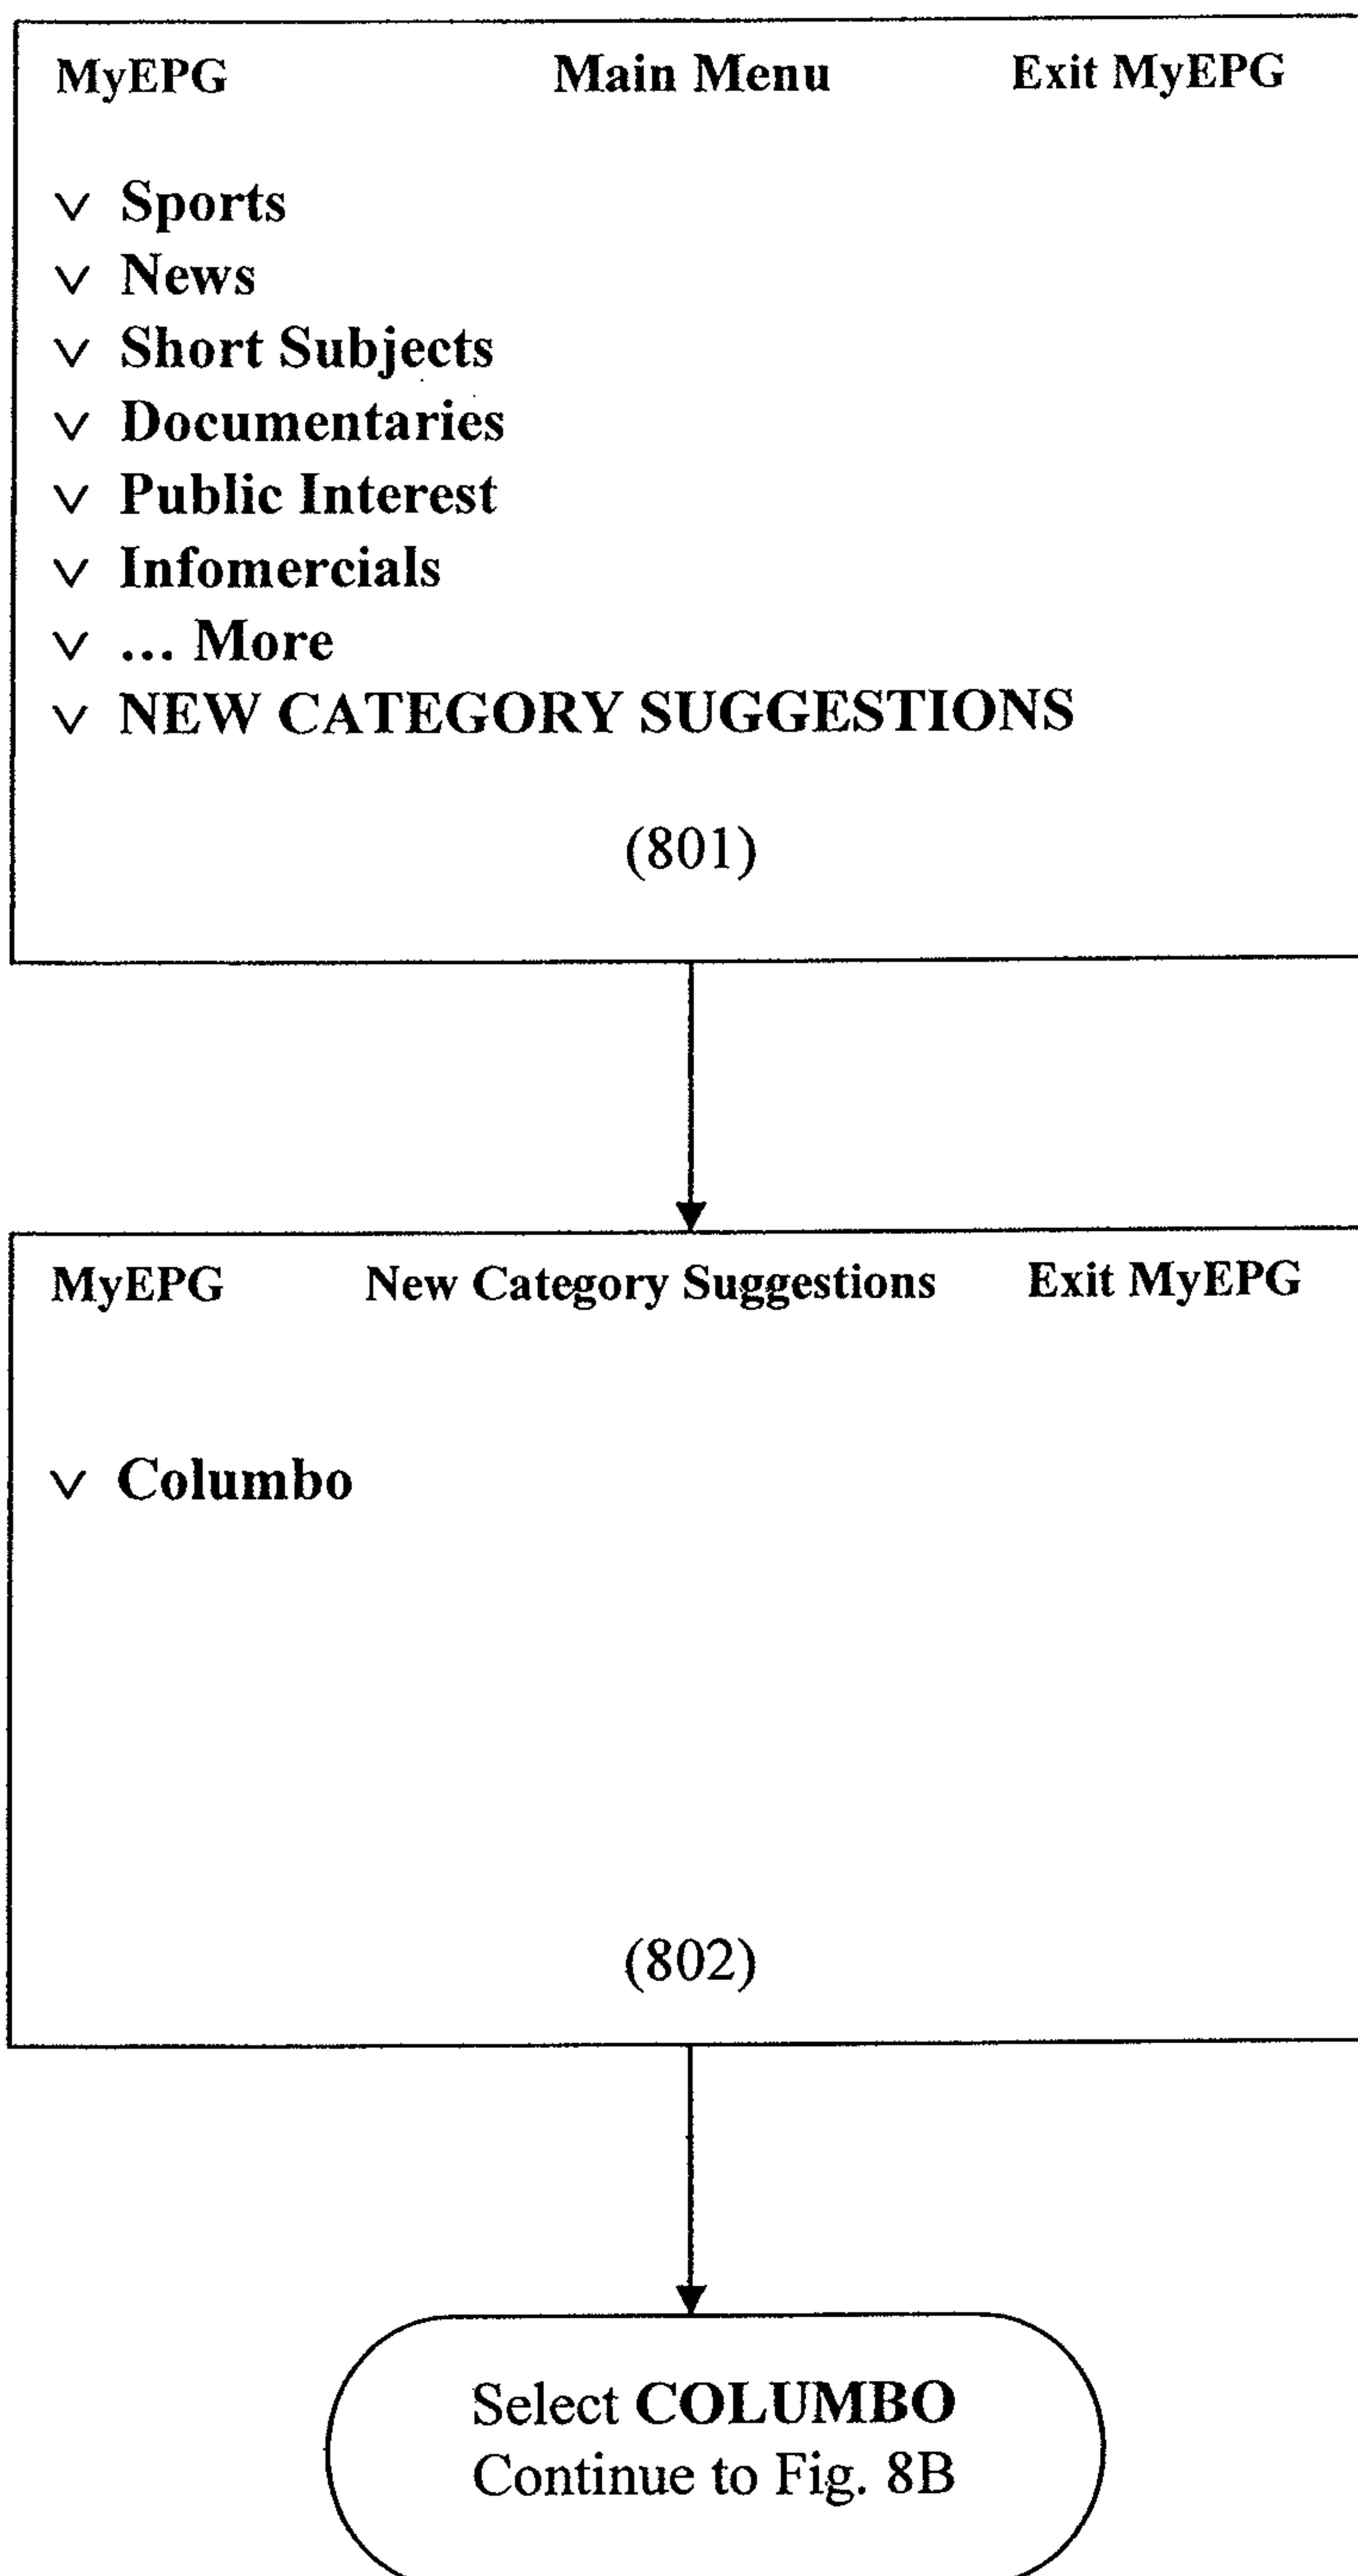 MyEPG Main Menu Exit MyEPG
v Sports
v News
v Short Subjects
v Documentaries
v Public Interest
v Infomercials
v ... More
v NEW CATEGORY SUGGESTIONS
(801)
MyEPG New Category Suggestions Exit MyEPG
v Columbo
(802)
Select COLUMBO
Continue to Fig. 8B